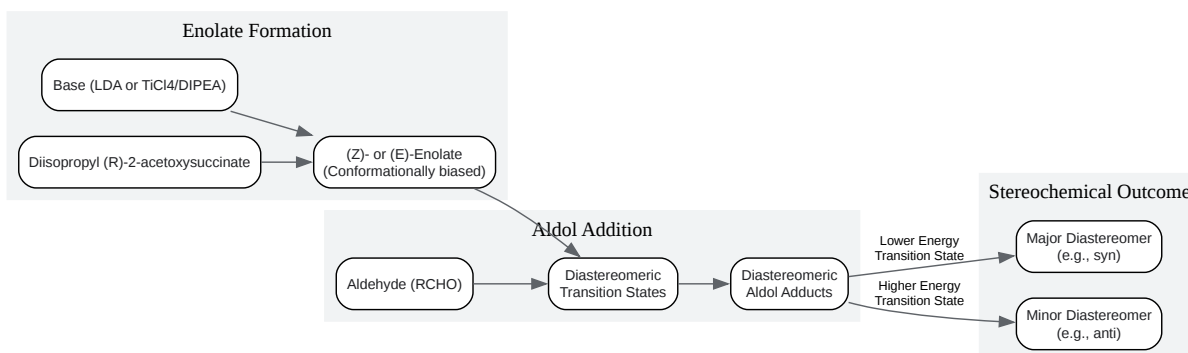 Enolate Formation
Base (LDA or TiCl4/DIPEA)
Diisopropyl (R)-2-acetoxysuccinate
(Z)- or (E)-Enolate
(Conformationally biased)
Aldol Addition
Aldehyde (RCHO)
Diastereomeric
Transition States
Diastereomeric
Aldol Adducts
Lower Energy
Transition State
Higher Energy
Transition State
Stereochemical Outcome
Major Diastereomer
(e.g., syn)
Minor Diastereomer
(e.g., anti)